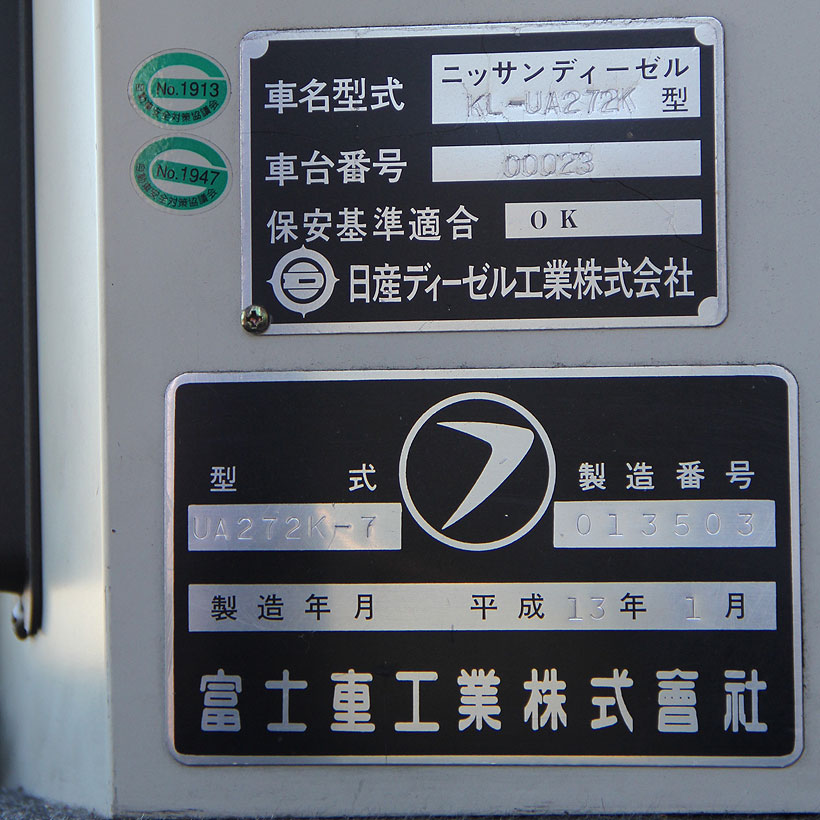 No.1913
No.1947
車名型式
ニッサンディーゼル
KL-UA272K 型
車台番号 00023
保安基準適合 OK
日産ディーゼル工業株式会社
型式
UA272K-7
製造番号
013503
製造年月 平成13年1月
富士重工業株式會社